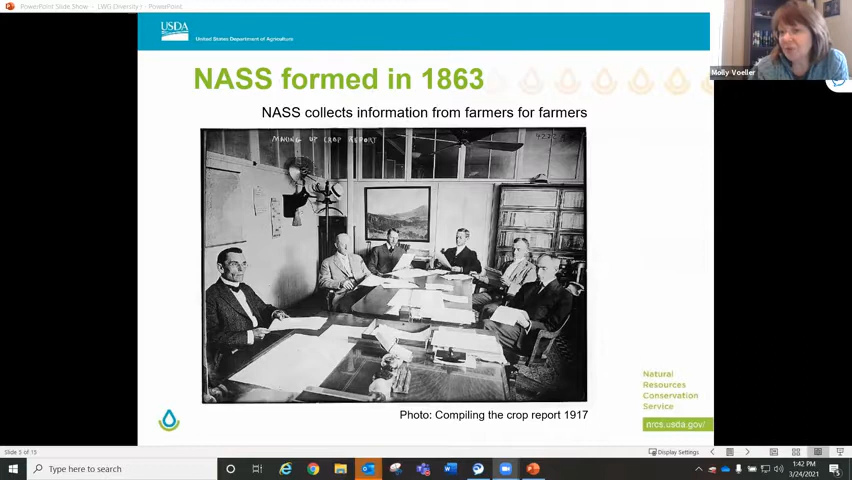 PowerPoint Slide Show - LWG Diversity I - PowerPoint
USDA
United States Department of Agriculture
Molly Voeller
NASS formed in 1863
NASS collects information from farmers for farmers
MAKING UP CROP REPORT
Natural
Resources
Conservation
Service
nrcs.usda.gov/
Photo: Compiling the crop report 1917
Slide 5 of 15
Display Settings
Type here to search
1:42 PM
3/24/2021